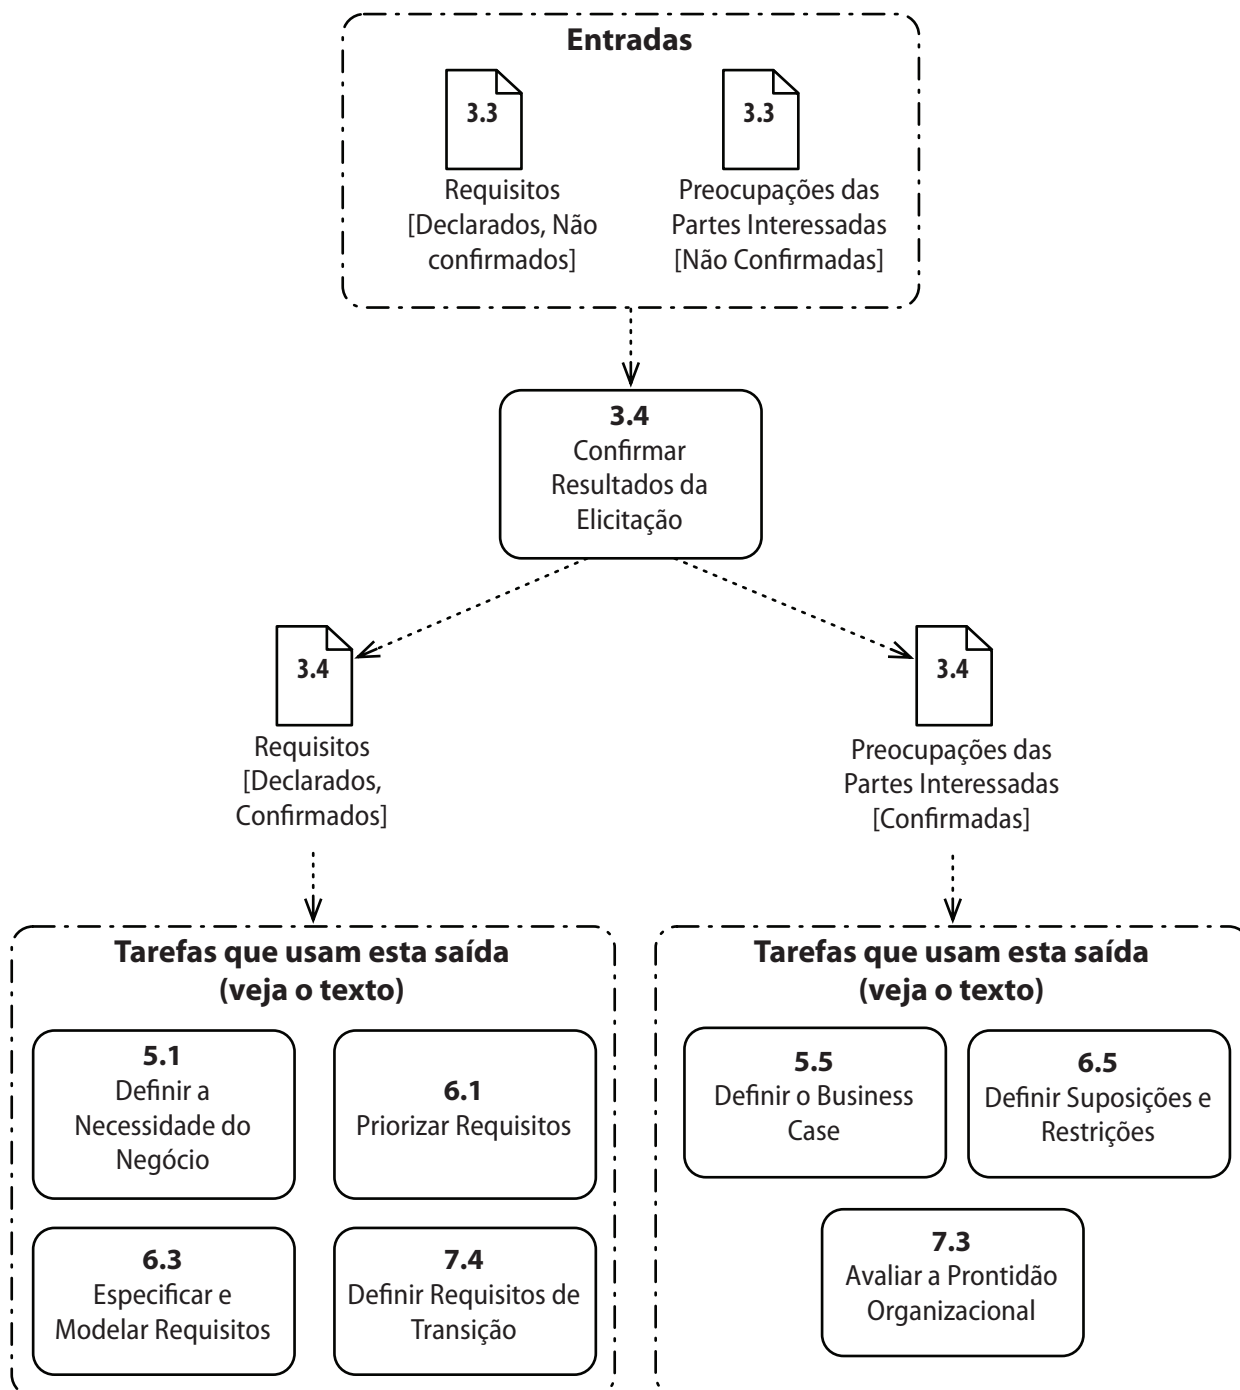 Entradas
3.3
Requisitos
[Declarados, Não
confirmados]
3.3
Preocupações das
Partes Interessadas
[Não Confirmadas]
3.4
Confirmar
Resultados da
Elicitação
3.4
Requisitos
[Declarados,
Confirmados]
3.4
Preocupações das
Partes Interessadas
[Confirmadas]
Tarefas que usam esta saída
(veja o texto)
5.1
Definir a
Necessidade do
Negócio
6.1
Priorizar Requisitos
6.3
Especificar e
Modelar Requisitos
7.4
Definir Requisitos de
Transição
Tarefas que usam esta saída
(veja o texto)
5.5
Definir o Business
Case
6.5
Definir Suposições e
Restrições
7.3
Avaliar a Prontidão
Organizacional